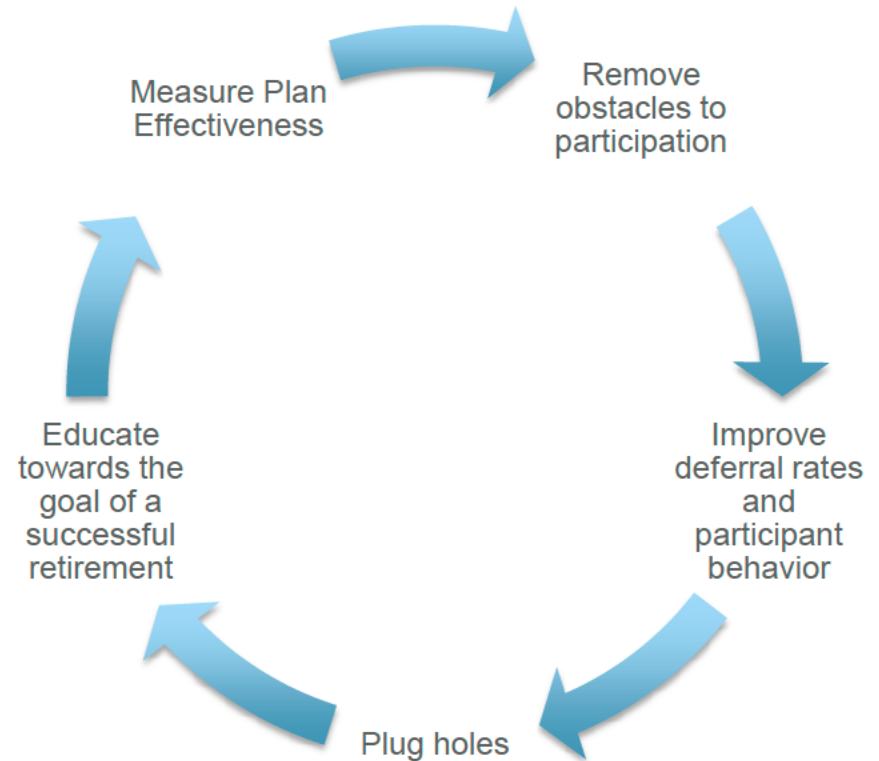 Measure Plan
Effectiveness
Remove
obstacles to
participation
Improve
deferral rates
and
participant
behavior
Plug holes
Educate
towards the
goal of a
successful
retirement